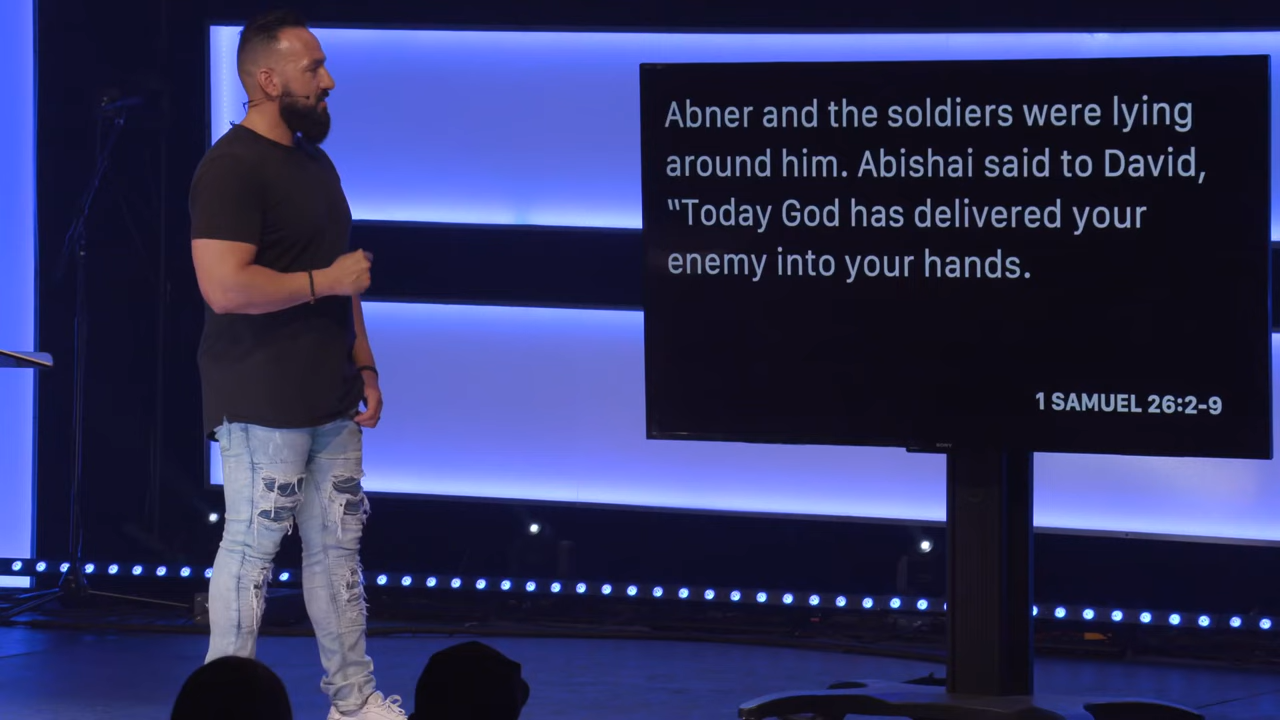 Abner and the soldiers were lying
around him. Abishai said to David,
"Today God has delivered your
enemy into your hands.
1 SAMUEL 26:2-9
SONY